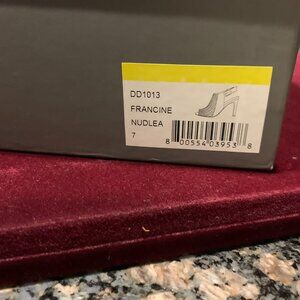 DD1013
FRANCINE
NUDLEA
7
8 00554 03953 8